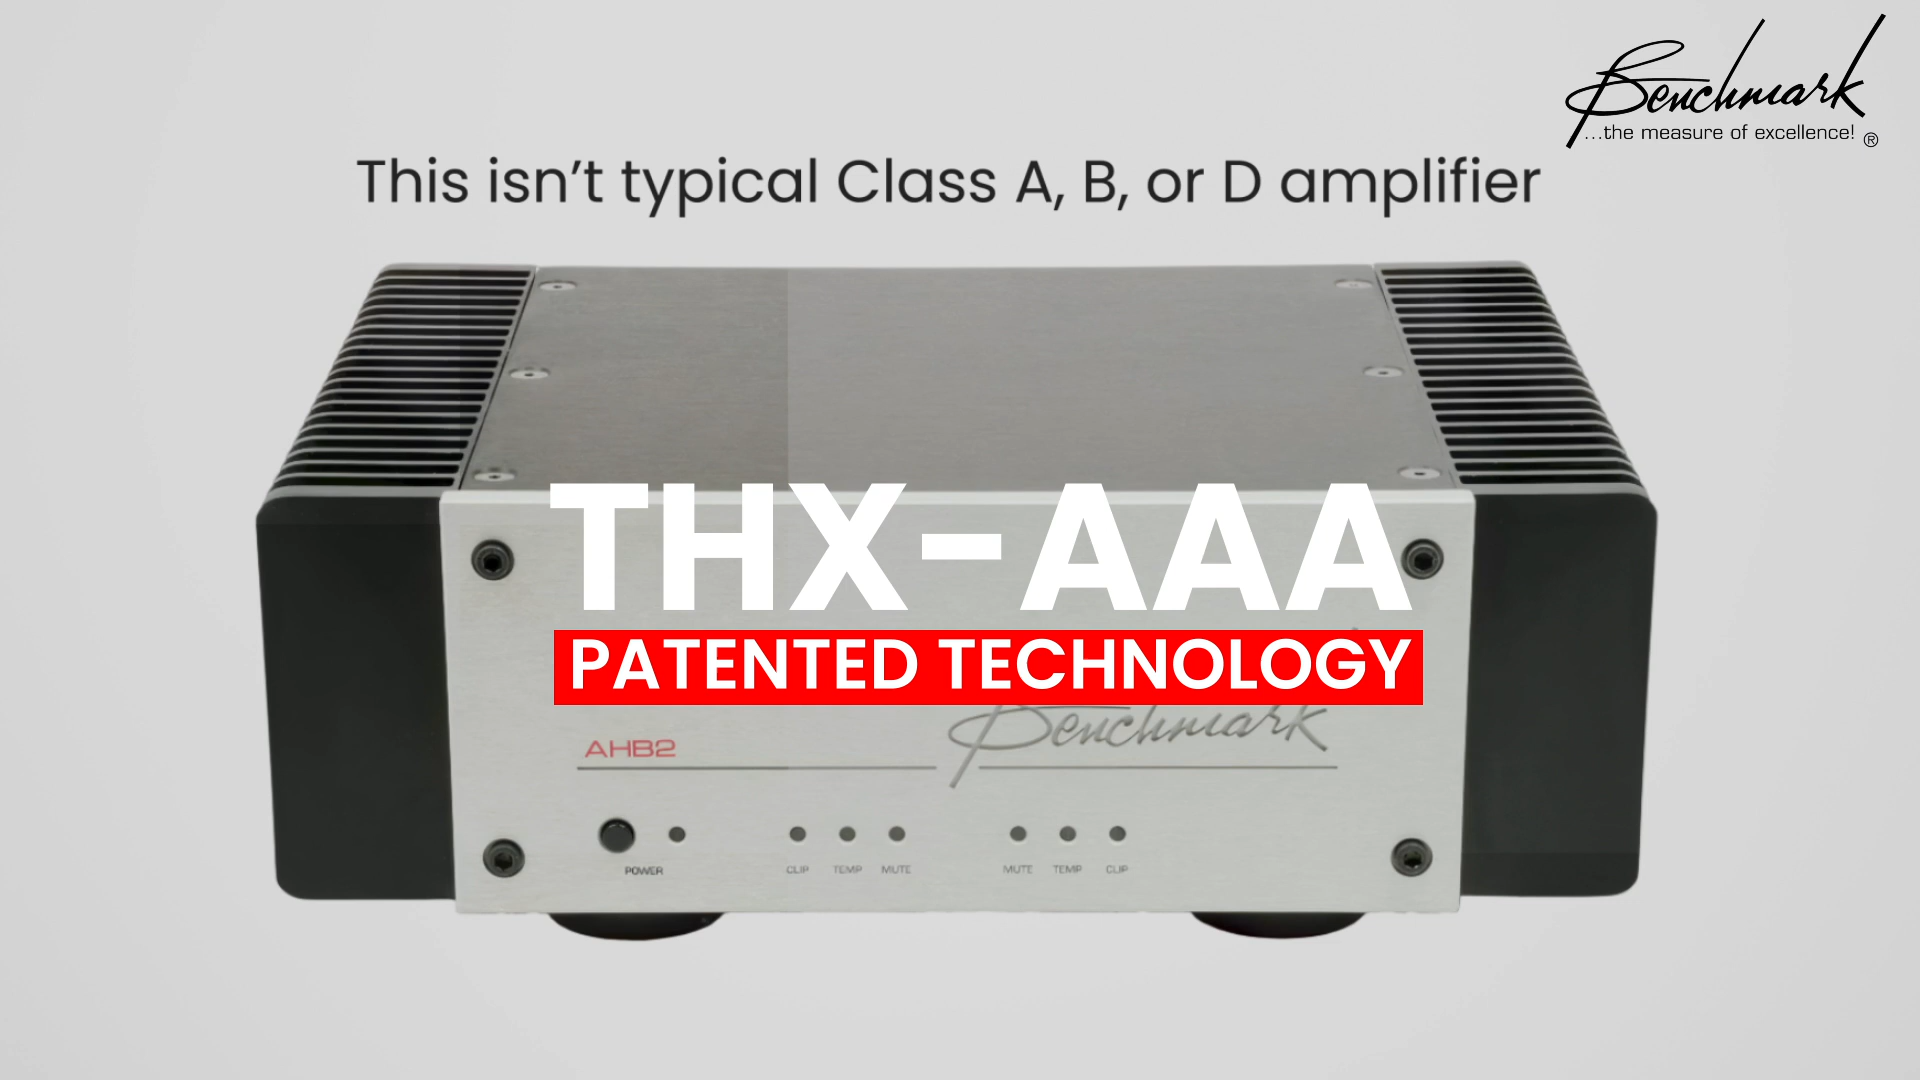 Benchmark
...the measure of excellence! ®
This isn’t typical Class A, B, or D amplifier
THX-AAA
PATENTED TECHNOLOGY
Benchmark
AHB2
POWER
CLIP TEMP MUTE MUTE TEMP CLIP